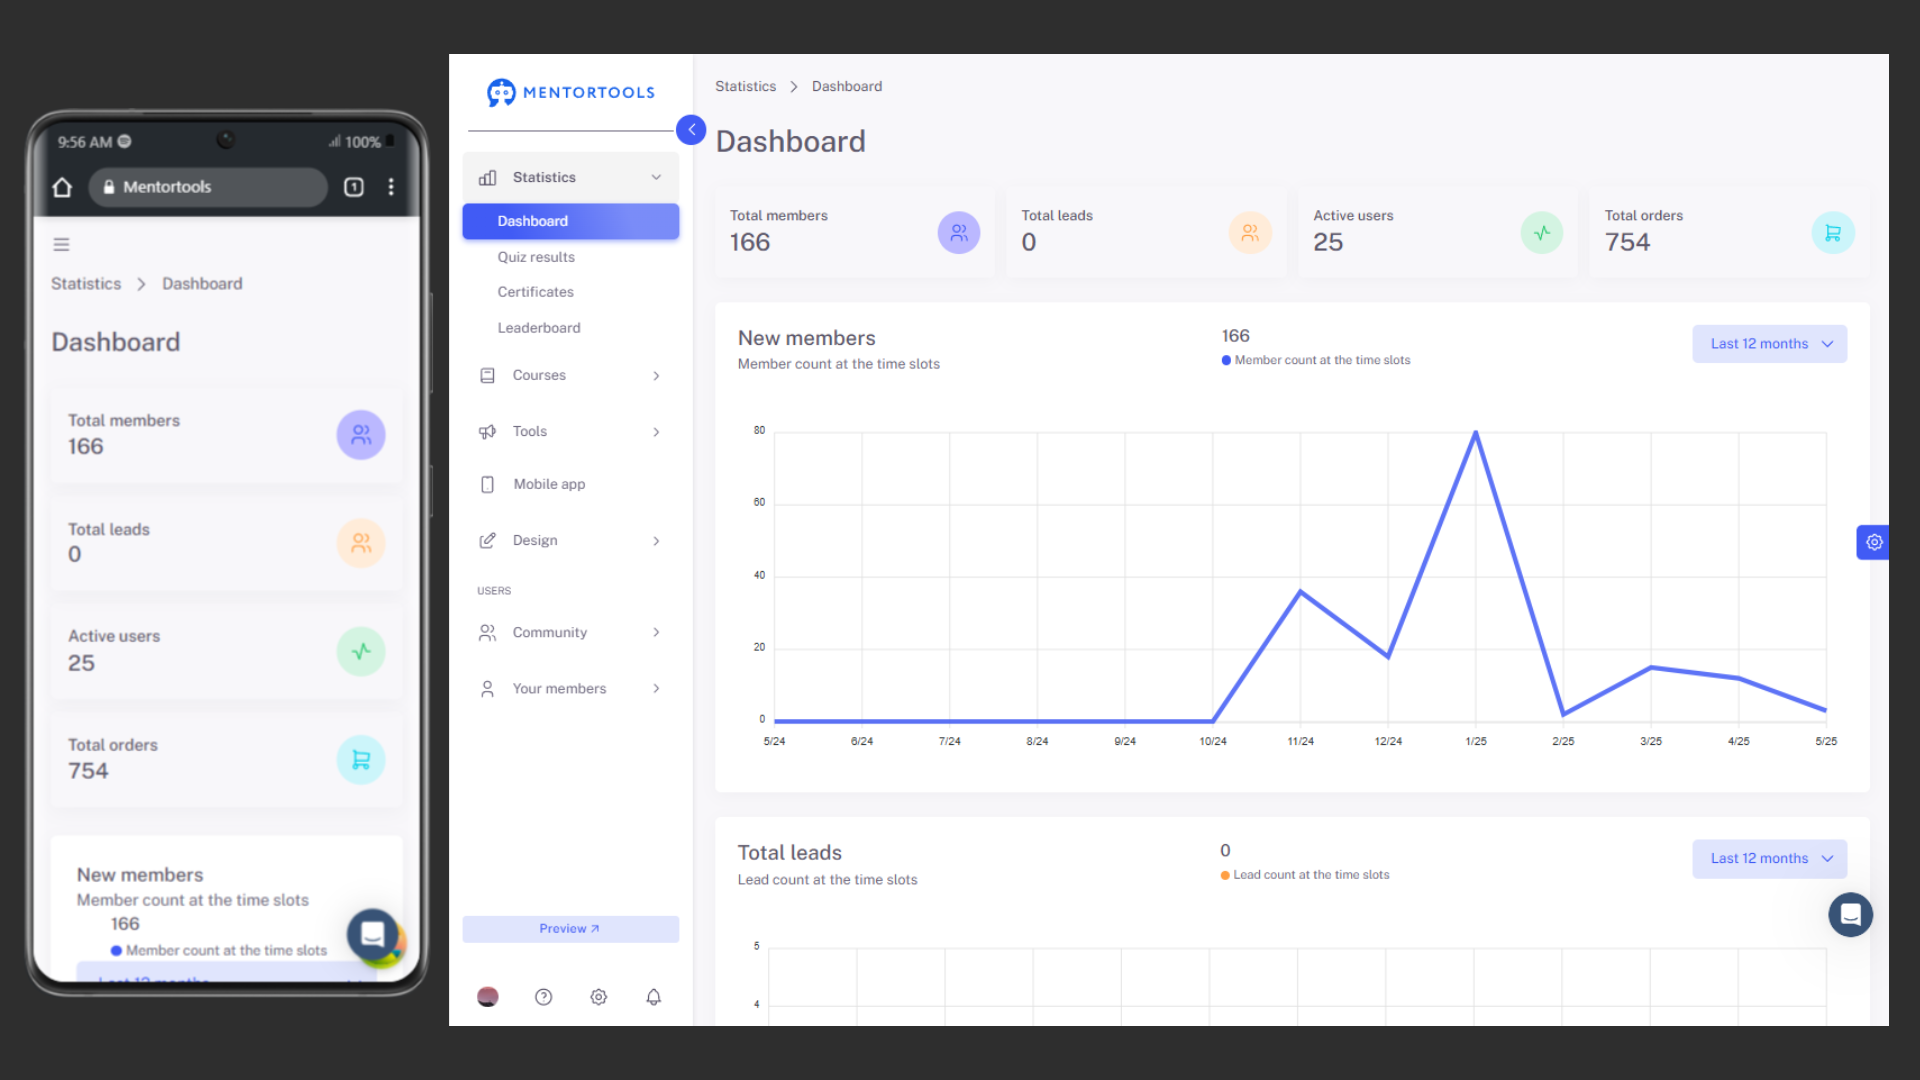 9:56 AM
100%
Mentortools
1
Statistics > Dashboard
Dashboard
Total members
166
Total leads
0
Active users
25
Total orders
754
New members
Member count at the time slots
166
Member count at the time slots
Last 12 months
MENTORTOOLS
Statistics
Dashboard
Quiz results
Certificates
Leaderboard
Courses
Tools
Mobile app
Design
USERS
Community
Your members
Preview
Statistics > Dashboard
Dashboard
Total members
166
Total leads
0
Active users
25
Total orders
754
New members
Member count at the time slots
166
Member count at the time slots
Last 12 months
80
60
40
20
0
5/24 6/24 7/24 8/24 9/24 10/24 11/24 12/24 1/25 2/25 3/25 4/25 5/25
Total leads
Lead count at the time slots
0
Lead count at the time slots
Last 12 months
5
4